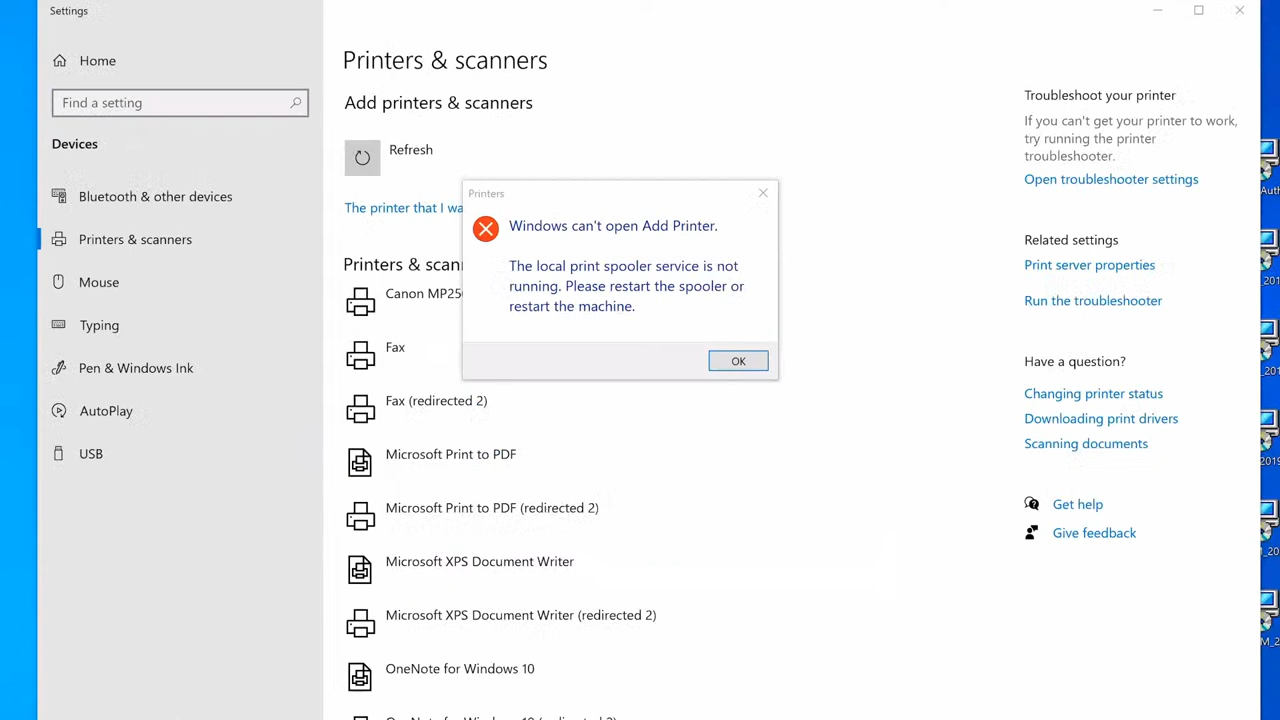 Settings
Home
Find a setting
Devices
Bluetooth & other devices
Printers & scanners
Mouse
Typing
Pen & Windows Ink
AutoPlay
USB
Printers & scanners
Add printers & scanners
Refresh
The printer that I
Printers &
Canon
Fax
Fax (redirected 2)
Microsoft Print to PDF
Microsoft Print to PDF (redirected 2)
Microsoft XPS Document Writer
Microsoft XPS Document Writer (redirected 2)
OneNote for Windows 10
Printers
Windows can't open Add Printer.
The local print spooler service is not
running. Please restart the spooler or
restart the machine.
OK
Troubleshoot your printer
If you can't get your printer to work,
try running the printer
troubleshooter.
Open troubleshooter settings
Related settings
Print server properties
Run the troubleshooter
Have a question?
Changing printer status
Downloading print drivers
Scanning documents
Get help
Give feedback